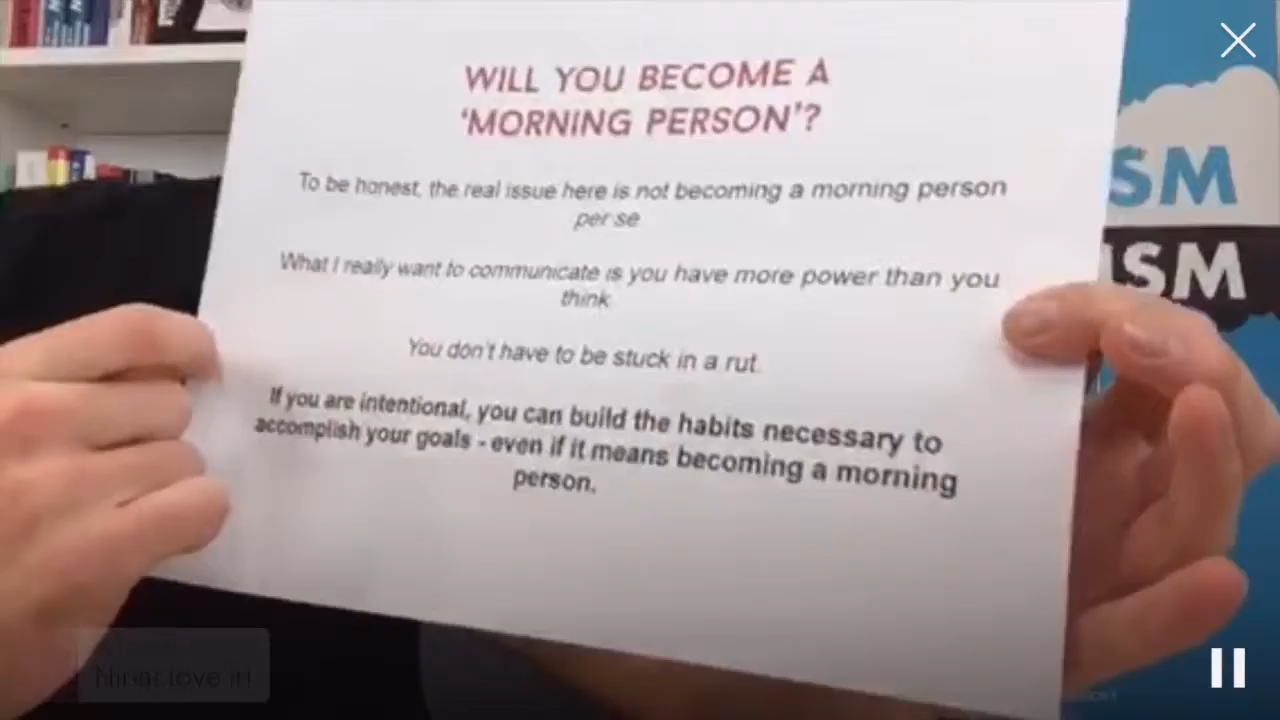 WILL YOU BECOME A
‘MORNING PERSON’?
To be honest, the real issue here is not becoming a morning person
per se
What I really want to communicate is you have more power than you
think
You don't have to be stuck in a rut.
If you are intentional, you can build the habits necessary to
accomplish your goals - even if it means becoming a morning
person.
SM
ISM
love it!